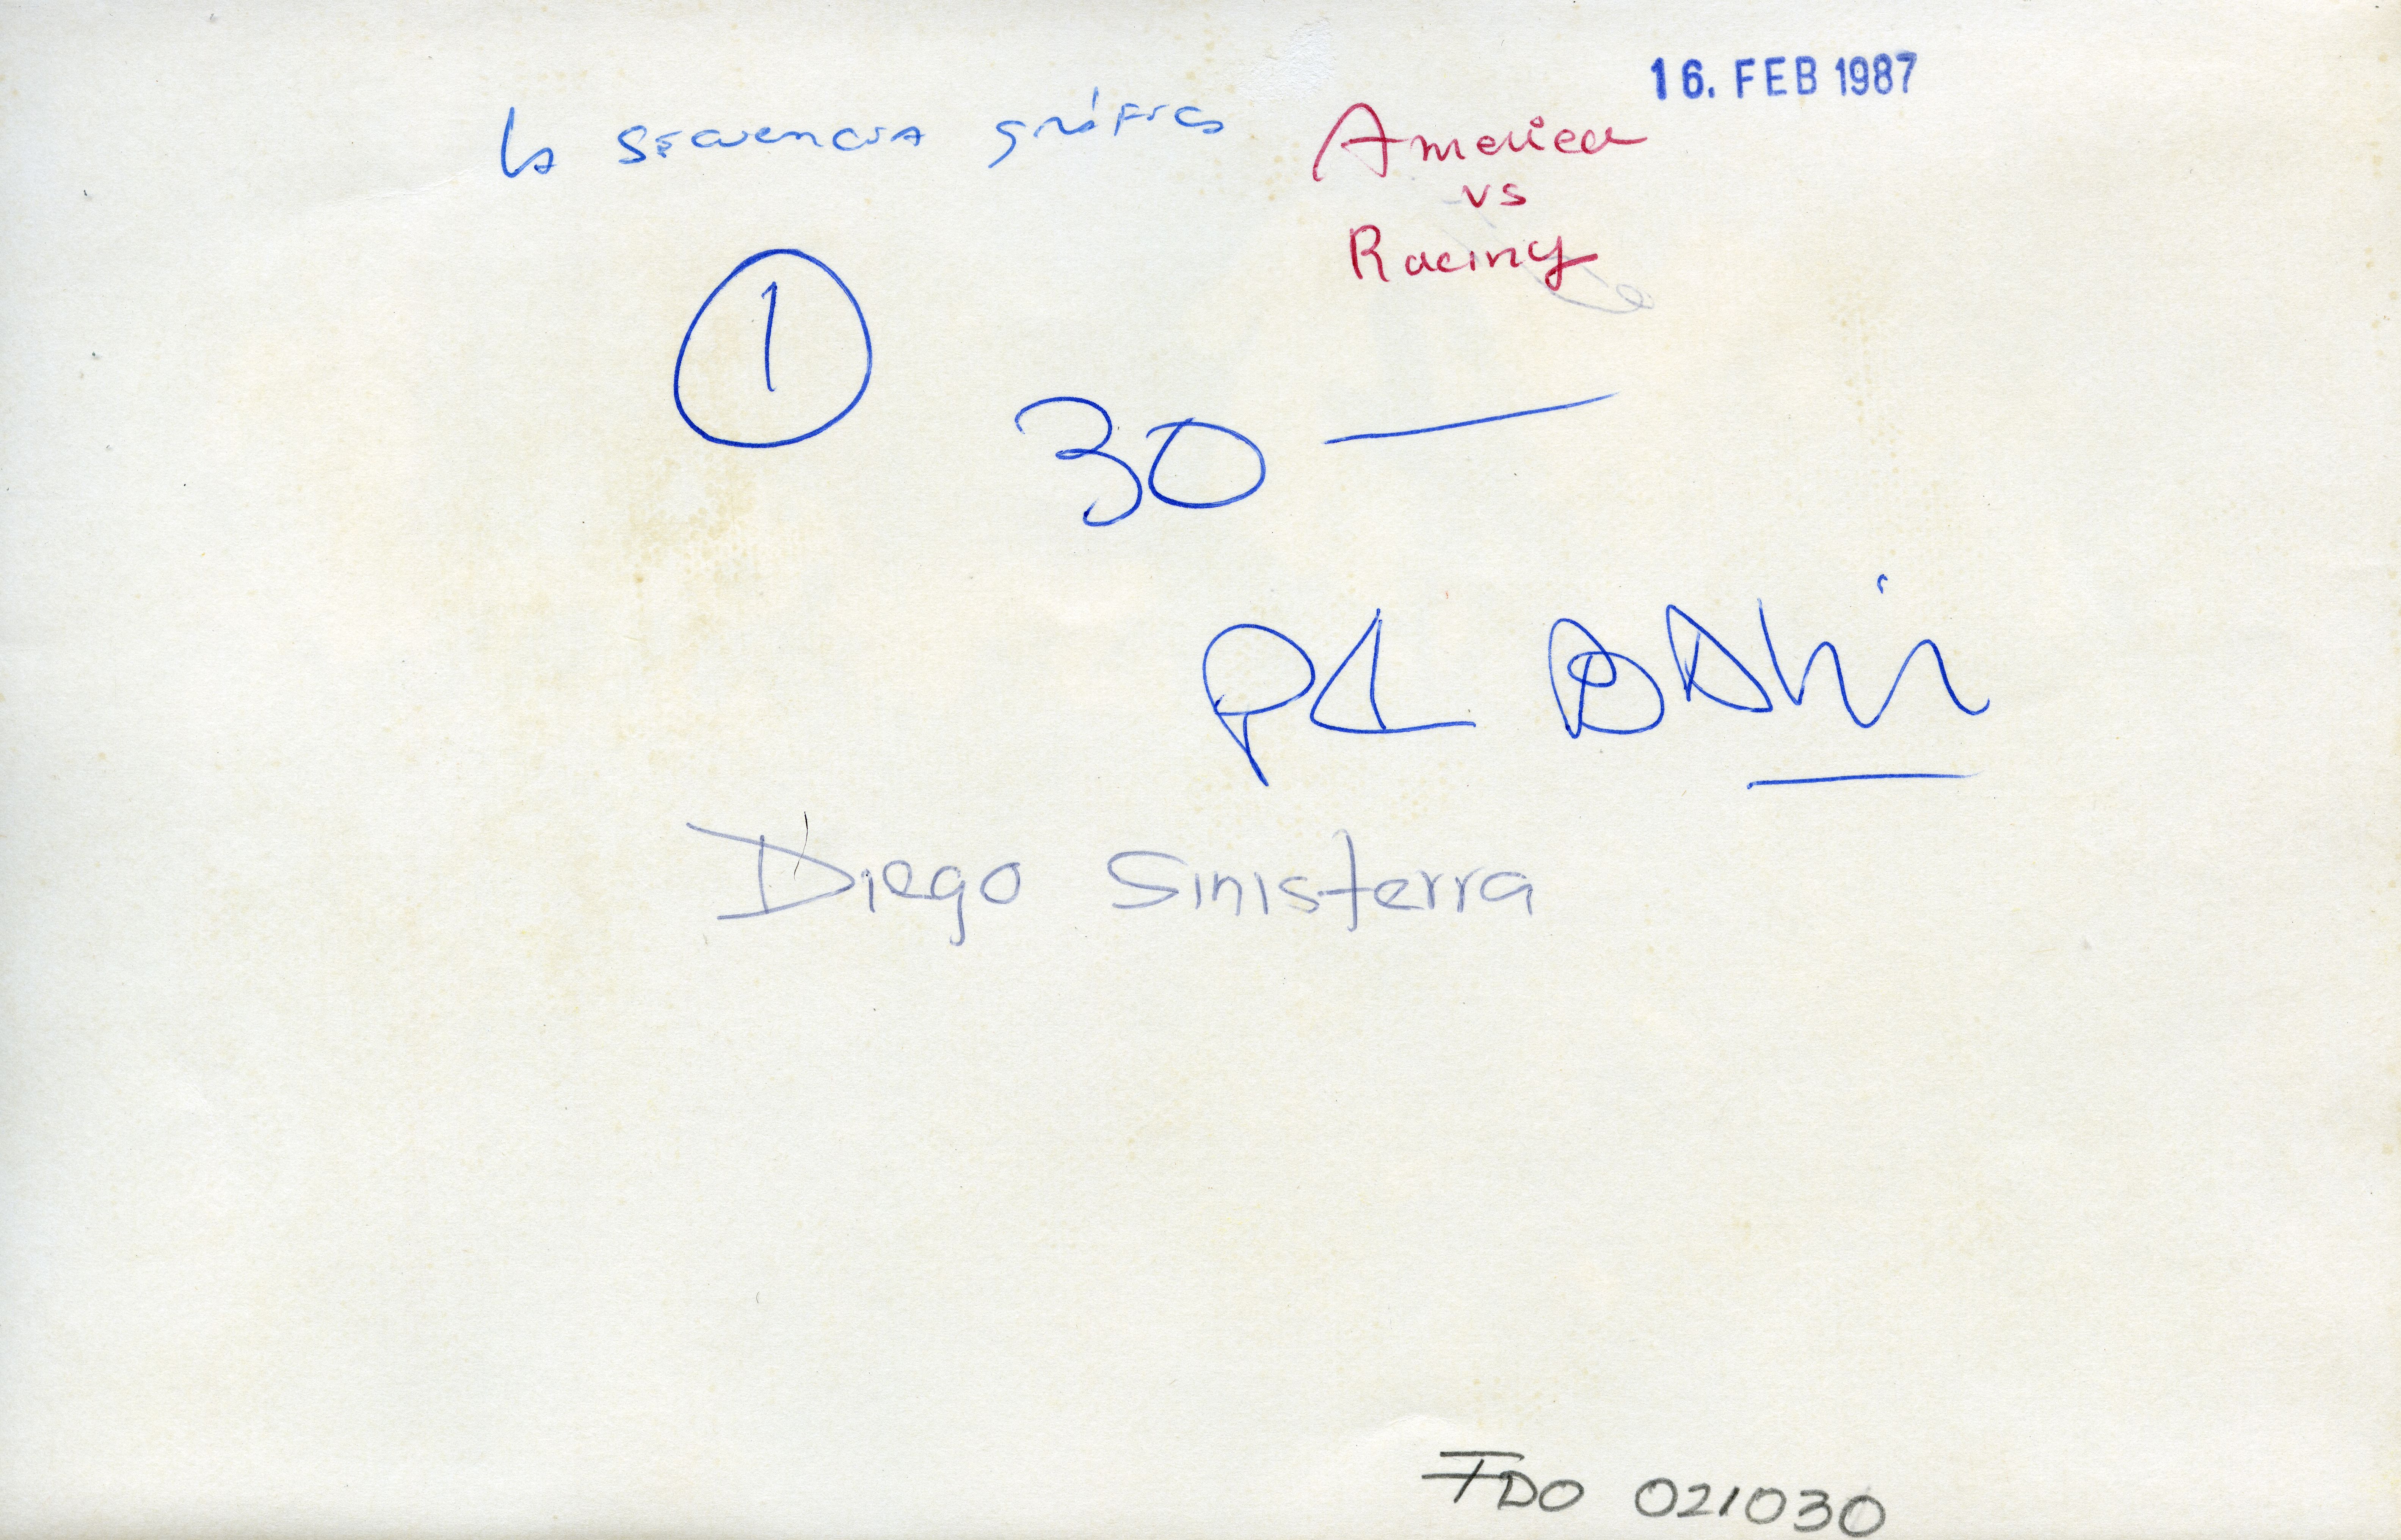 16. FEB 1987
la secuencia gráfica
America
vs
Racing
1
30
Diego Sinisterra
FDO 021030